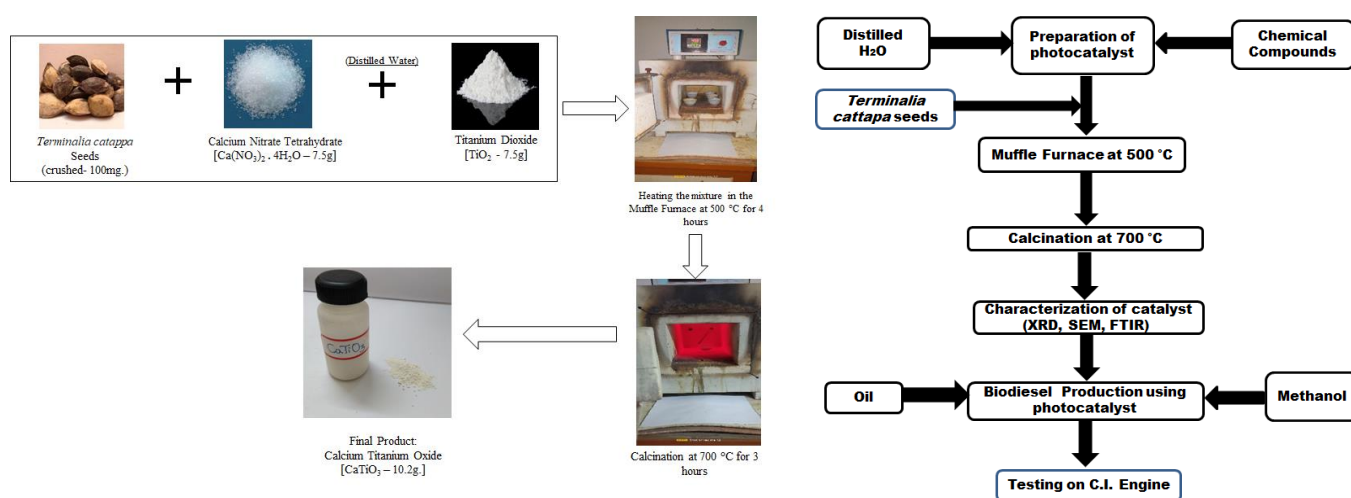 (Distilled Water)
Terminalia catappa
Seeds
(crushed- 100mg.)
Calcium Nitrate Tetrahydrate
[Ca(NO₃)₂ . 4H₂O – 7.5g]
Titanium Dioxide
[TiO₂ - 7.5g]
Heating the mixture in the
Muffle Furnace at 500 °C for 4
hours
Calcination at 700 °C for 3
hours
CaTiO₃
Final Product:
Calcium Titanium Oxide
[CaTiO₃ – 10.2g.]
Distilled
H₂O
Preparation of
photocatalyst
Chemical
Compounds
Terminalia
cattapa seeds
Muffle Furnace at 500 °C
Calcination at 700 °C
Characterization of catalyst
(XRD, SEM, FTIR)
Oil
Biodiesel Production using
photocatalyst
Methanol
Testing on C.I. Engine